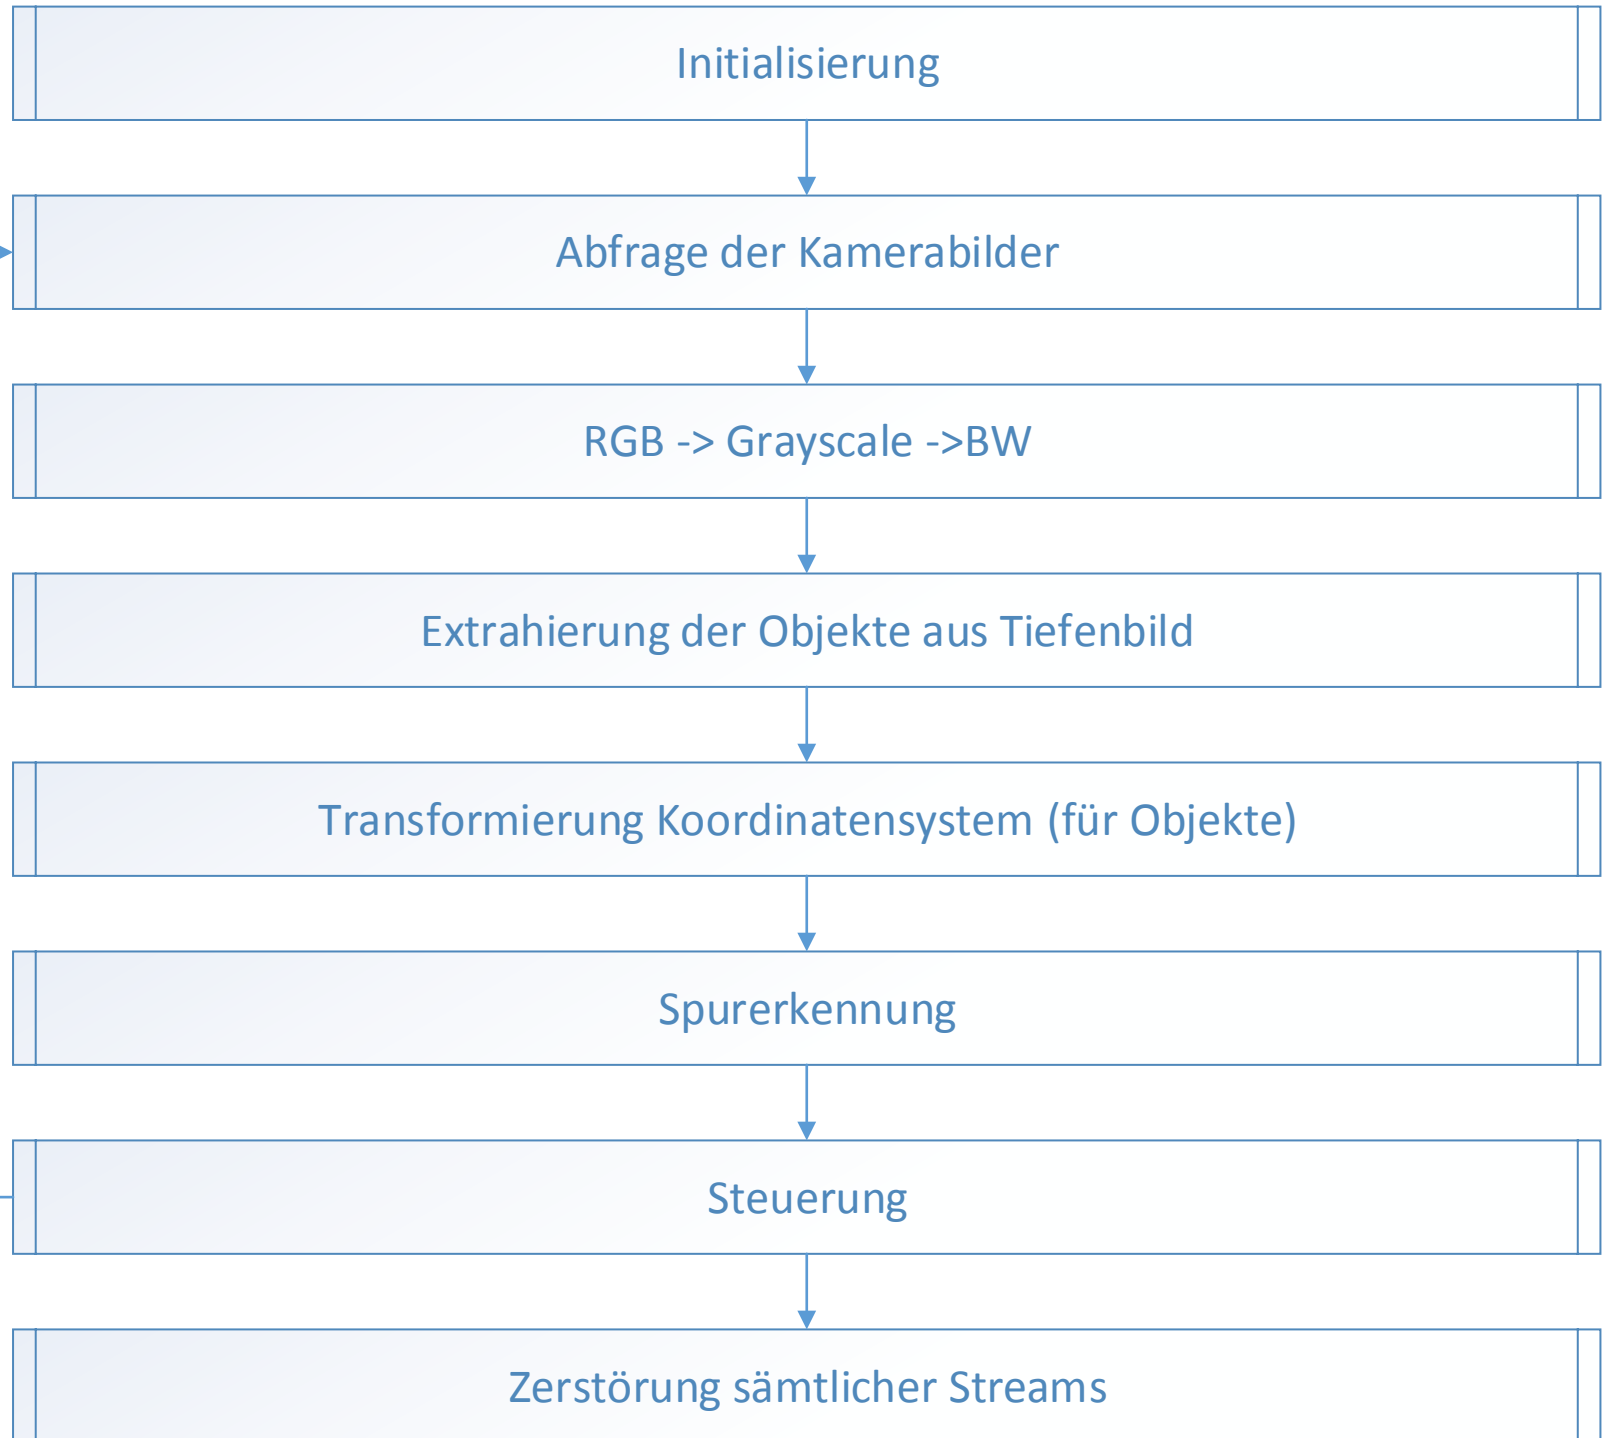 Initialisierung
Abfrage der Kamerabilder
RGB -> Grayscale ->BW
Extrahierung der Objekte aus Tiefenbild
Transformierung Koordinatensystem (für Objekte)
Spurerkennung
Steuerung
Zerstörung sämtlicher Streams